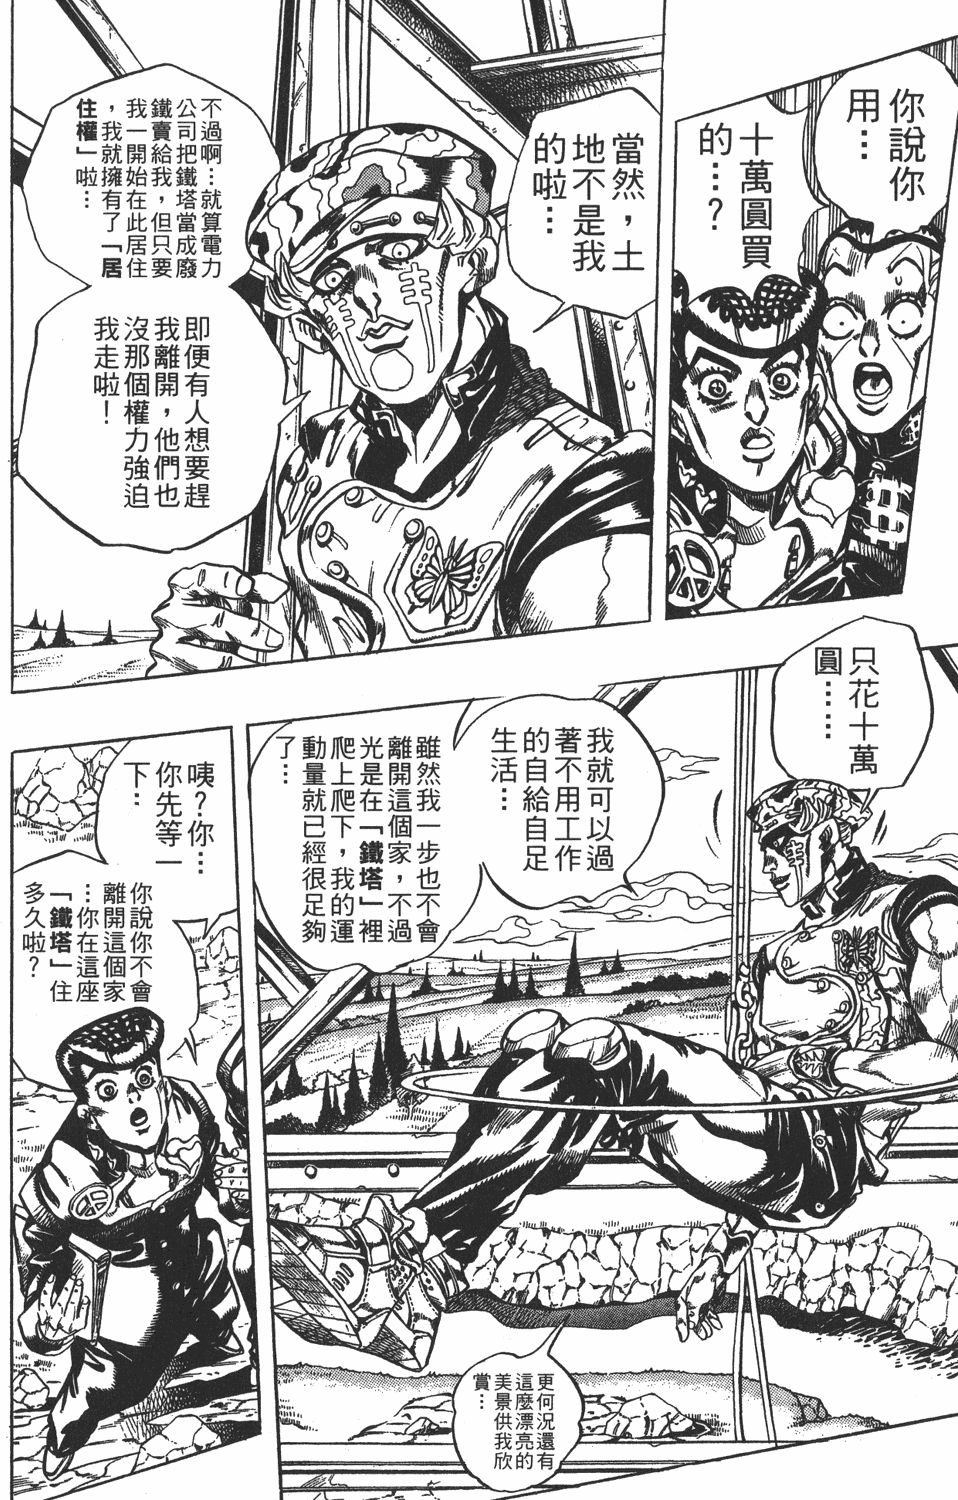 你說你
用…
十萬圓買
的…?
當然，土
地不是我
的啦…
不過啊…就算電力
公司把鐵塔當成廢
鐵賣給我，但只要
我一開始在此居住
，我就擁有了「居
住權」啦…
即便有人想要趕
我離開，他們也
沒那個權力強迫
我走啦！
只花十萬
圓……
我就可以過
著不用工作
的自給自足
生活…
雖然我一步也不會
離開這個家，不過
光是在「鐵塔」裡
爬上爬下，我的運
動量就已經很足夠
了…
更何況還有
這麼漂亮的
美景供我欣
賞…
咦?你…
你先等一
下…
你說你不會
離開這個家
…你在這座
「鐵塔」住
多久啦?